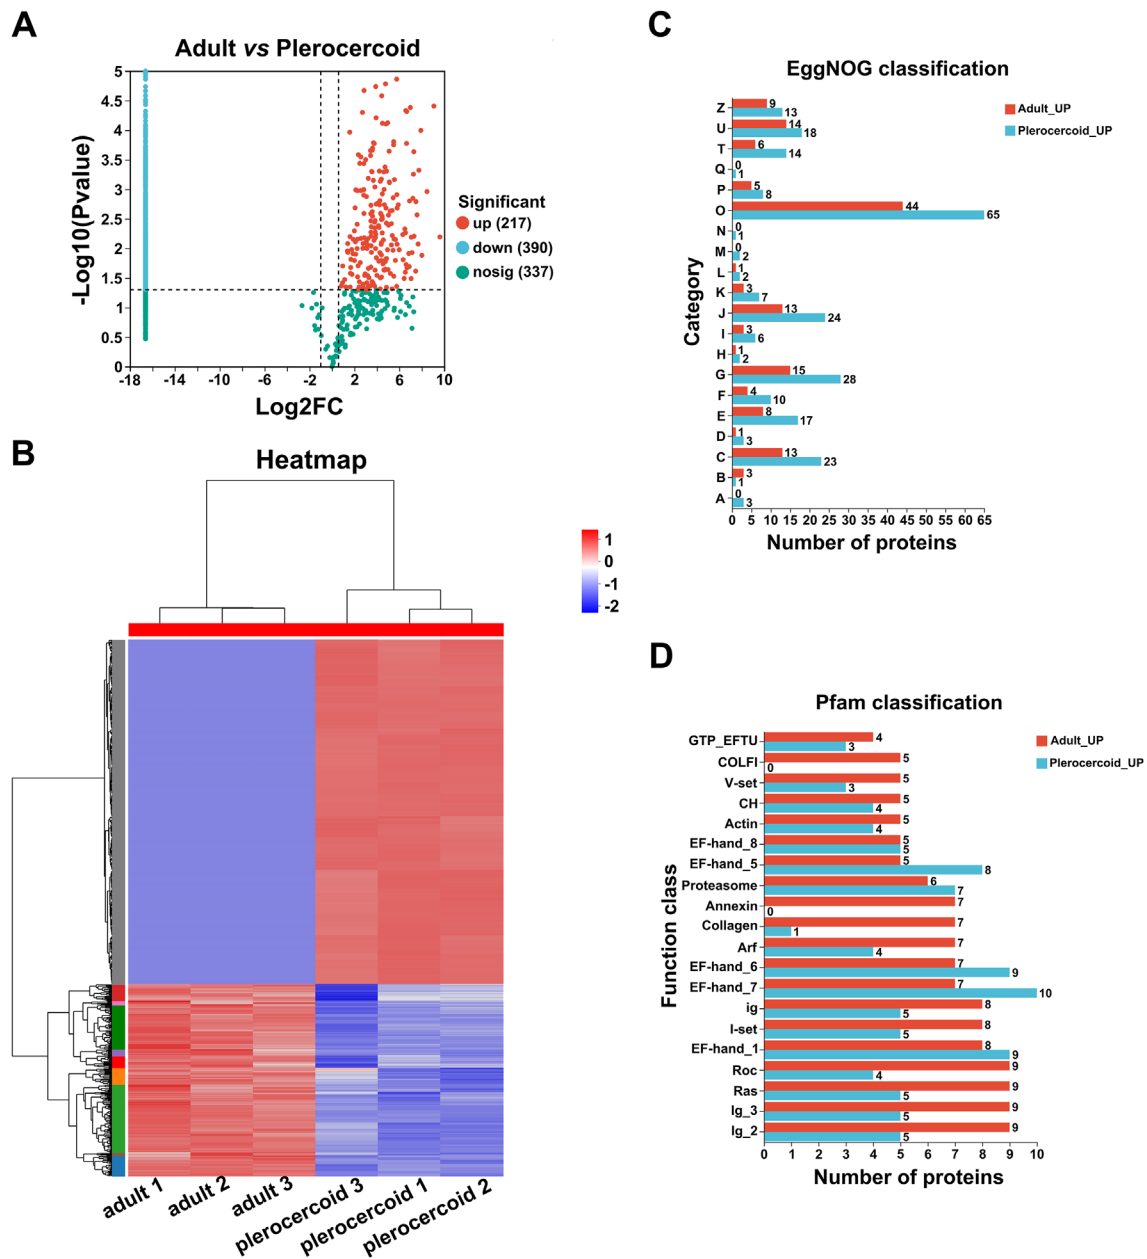 A
Adult vs Plerocercoid
5
4.5
4
3.5
3
2.5
2
1.5
1
0.5
0
-Log10(Pvalue)
-18
-14
-10
-6
-2
2
6
10
Log2FC
Significant
up (217)
down (390)
nosig (337)
B
Heatmap
1
0
-1
-2
adult 1
adult 2
adult 3
plerocercoid 3
plerocercoid 1
plerocercoid 2
C
EggNOG classification
Adult_UP
Plerocercoid_UP
Category
Z 9 13
U 14 18
T 6 14
Q 0 1
P 5 8
O 44 65
N 0 1
M 0 2
L 1 2
K 3 7
J 13 24
I 3 6
H 1 2
G 15 28
F 4 10
E 8 17
D 1 3
C 13 23
B 3 1
A 0 3
0 5 10 15 20 25 30 35 40 45 50 55 60 65
Number of proteins
D
Pfam classification
Adult_UP
Plerocercoid_UP
Function class
GTP_EFTU 4 3
COLFI 5 0
V-set 5 3
CH 5 4
Actin 5 4
EF-hand_8 5 5
EF-hand_5 5 8
Proteasome 6 7
Annexin 7 0
Collagen 7 1
Arf 7 4
EF-hand_6 7 9
EF-hand_7 7 10
ig 8 5
I-set 8 5
EF-hand_1 8 9
Roc 9 4
Ras 9 5
Ig_3 9 5
Ig_2 9 5
0 1 2 3 4 5 6 7 8 9 10
Number of proteins